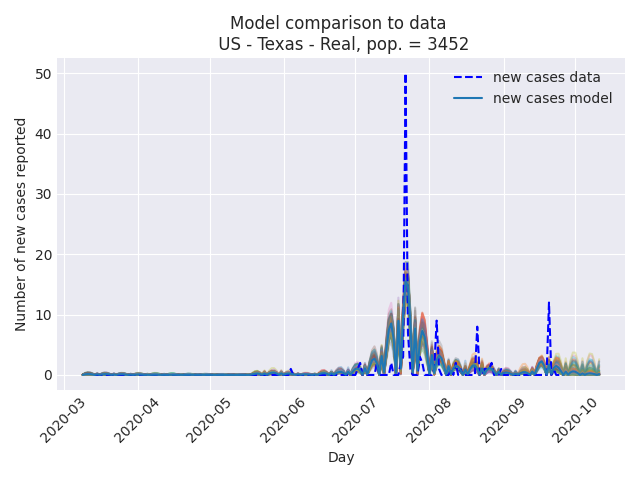 Model comparison to data
US - Texas - Real, pop. = 3452
new cases data
new cases model
Number of new cases reported
50
40
30
20
10
0
2020-03
2020-04
2020-05
2020-06
2020-07
2020-08
2020-09
2020-10
Day